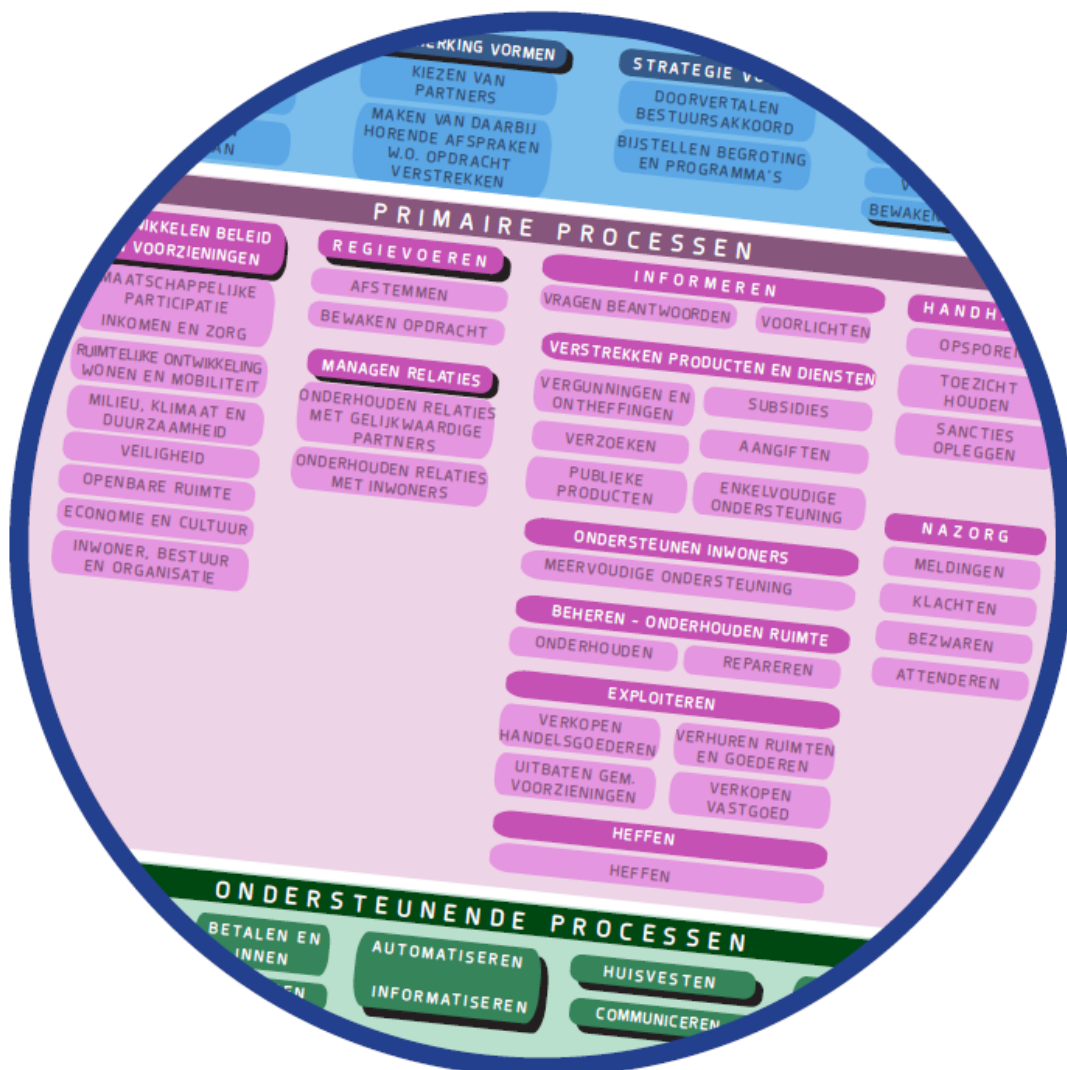 VORMEN
KIEZEN VAN
PARTNERS
MAKEN VAN DAARBIJ
HORENDE AFSPRAKEN
W.O. OPDRACHT
VERSTREKKEN
STRATEGIE
DOORVERTALEN
BESTUURSAKKOORD
BIJSTELLEN BEGROTING
EN PROGRAMMA'S
BEWAKEN
PRIMAIRE PROCESSEN
BELEID
VOORZIENINGEN
MAATSCHAPPELIJKE
PARTICIPATIE
INKOMEN EN ZORG
RUIMTELIJKE ONTWIKKELING
WONEN EN MOBILITEIT
MILIEU, KLIMAAT EN
DUURZAAMHEID
VEILIGHEID
OPENBARE RUIMTE
ECONOMIE EN CULTUUR
INWONER, BESTUUR
EN ORGANISATIE
REGIEVOEREN
AFSTEMMEN
BEWAKEN OPDRACHT
MANAGEN RELATIES
ONDERHOUDEN RELATIES
MET GELIJKWAARDIGE
PARTNERS
ONDERHOUDEN RELATIES
MET INWONERS
INFORMEREN
VRAGEN BEANTWOORDEN
VOORLICHTEN
VERSTREKKEN PRODUCTEN EN DIENSTEN
VERGUNNINGEN EN
ONTHEFFINGEN
SUBSIDIES
VERZOEKEN
AANGIFTEN
PUBLIEKE
PRODUCTEN
ENKELVOUDIGE
ONDERSTEUNING
ONDERSTEUNEN INWONERS
MEERVOUDIGE ONDERSTEUNING
BEHEREN - ONDERHOUDEN RUIMTE
ONDERHOUDEN
REPAREREN
EXPLOITEREN
VERKOPEN
HANDELSGOEDEREN
VERHUREN RUIMTEN
EN GOEDEREN
UITBATEN GEM.
VOORZIENINGEN
VERKOPEN
VASTGOED
HEFFEN
HEFFEN
OPSPOREN
TOEZICHT
HOUDEN
SANCTIES
OPLEGGEN
NAZORG
MELDINGEN
KLACHTEN
BEZWAREN
ATTENDEREN
ONDERSTEUNENDE PROCESSEN
BETALEN EN
INNEN
AUTOMATISEREN
INFORMATISEREN
HUISVESTEN
COMMUNICEREN